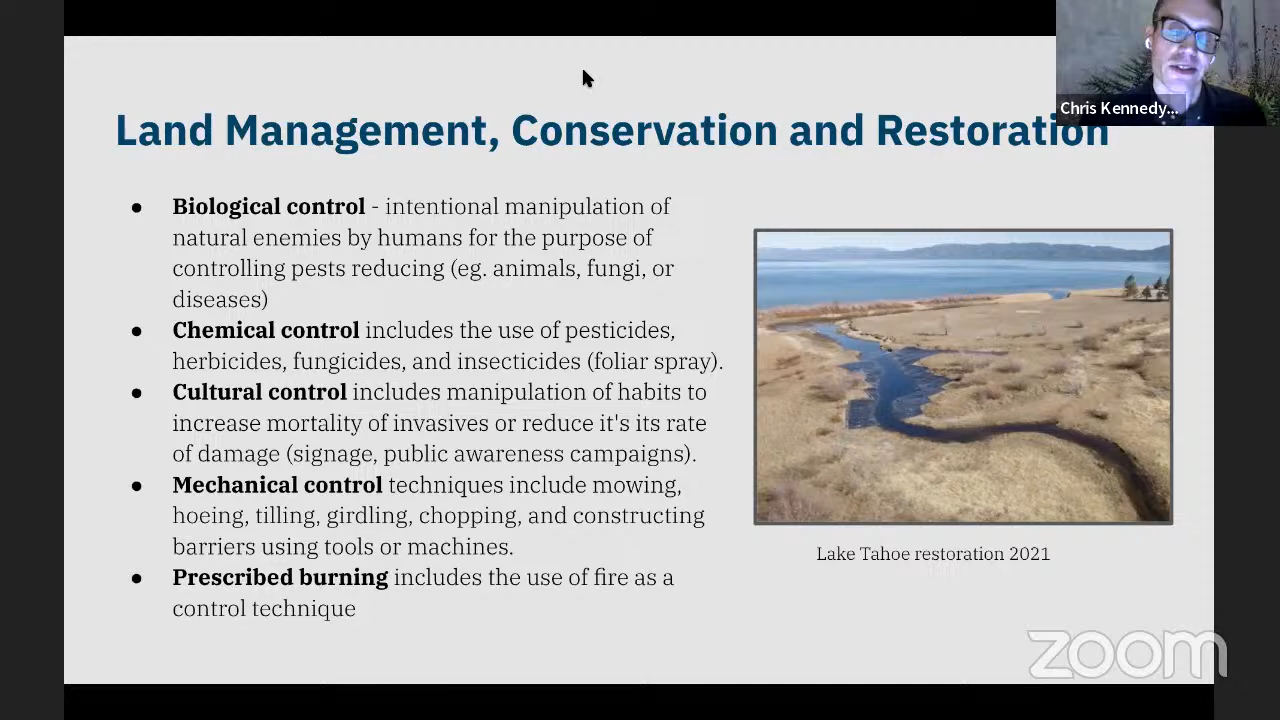 Chris Kennedy...
Land Management, Conservation and Restoration
● Biological control - intentional manipulation of
natural enemies by humans for the purpose of
controlling pests reducing (eg. animals, fungi, or
diseases)
● Chemical control includes the use of pesticides,
herbicides, fungicides, and insecticides (foliar spray).
● Cultural control includes manipulation of habits to
increase mortality of invasives or reduce it's its rate
of damage (signage, public awareness campaigns).
● Mechanical control techniques include mowing,
hoeing, tilling, girdling, chopping, and constructing
barriers using tools or machines.
● Prescribed burning includes the use of fire as a
control technique
Lake Tahoe restoration 2021
zoom